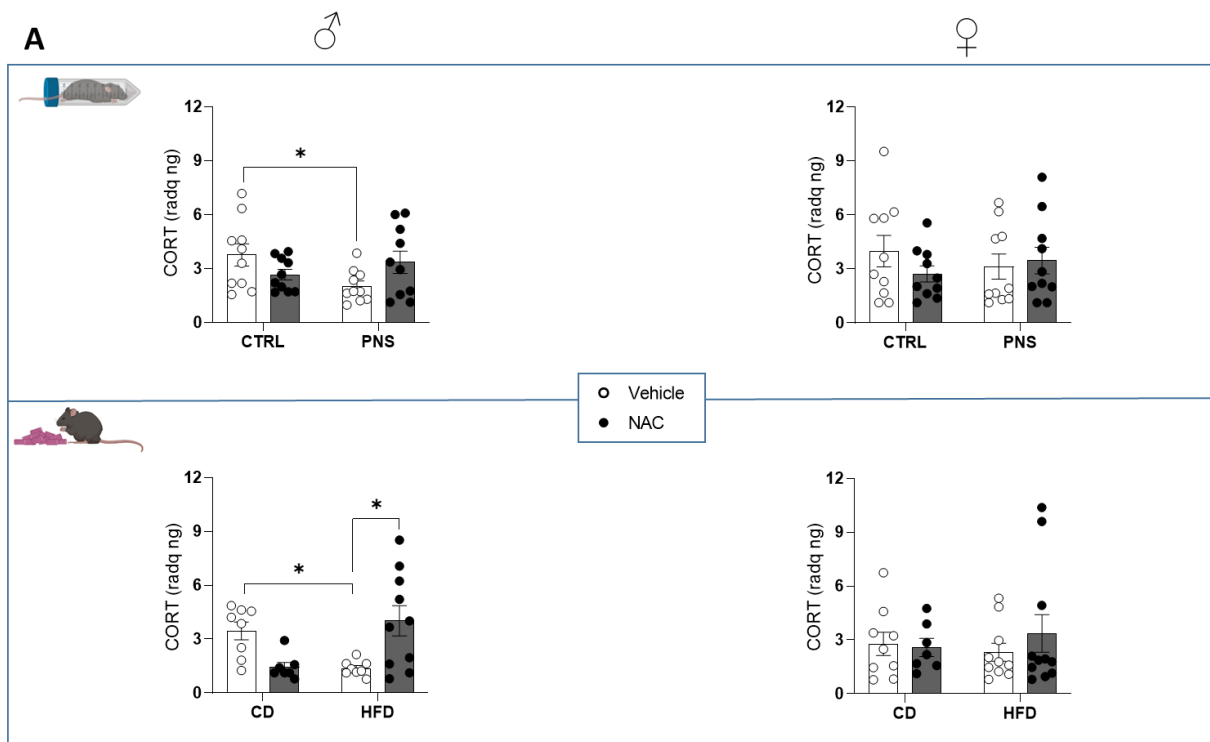 A
♂ ♀
12
9
6
3
0
CORT (radq ng)
*
CTRL PNS
12
9
6
3
0
CORT (radq ng)
CTRL PNS
Vehicle
NAC
12
9
6
3
0
CORT (radq ng)
*
*
CD HFD
12
9
6
3
0
CORT (radq ng)
CD HFD